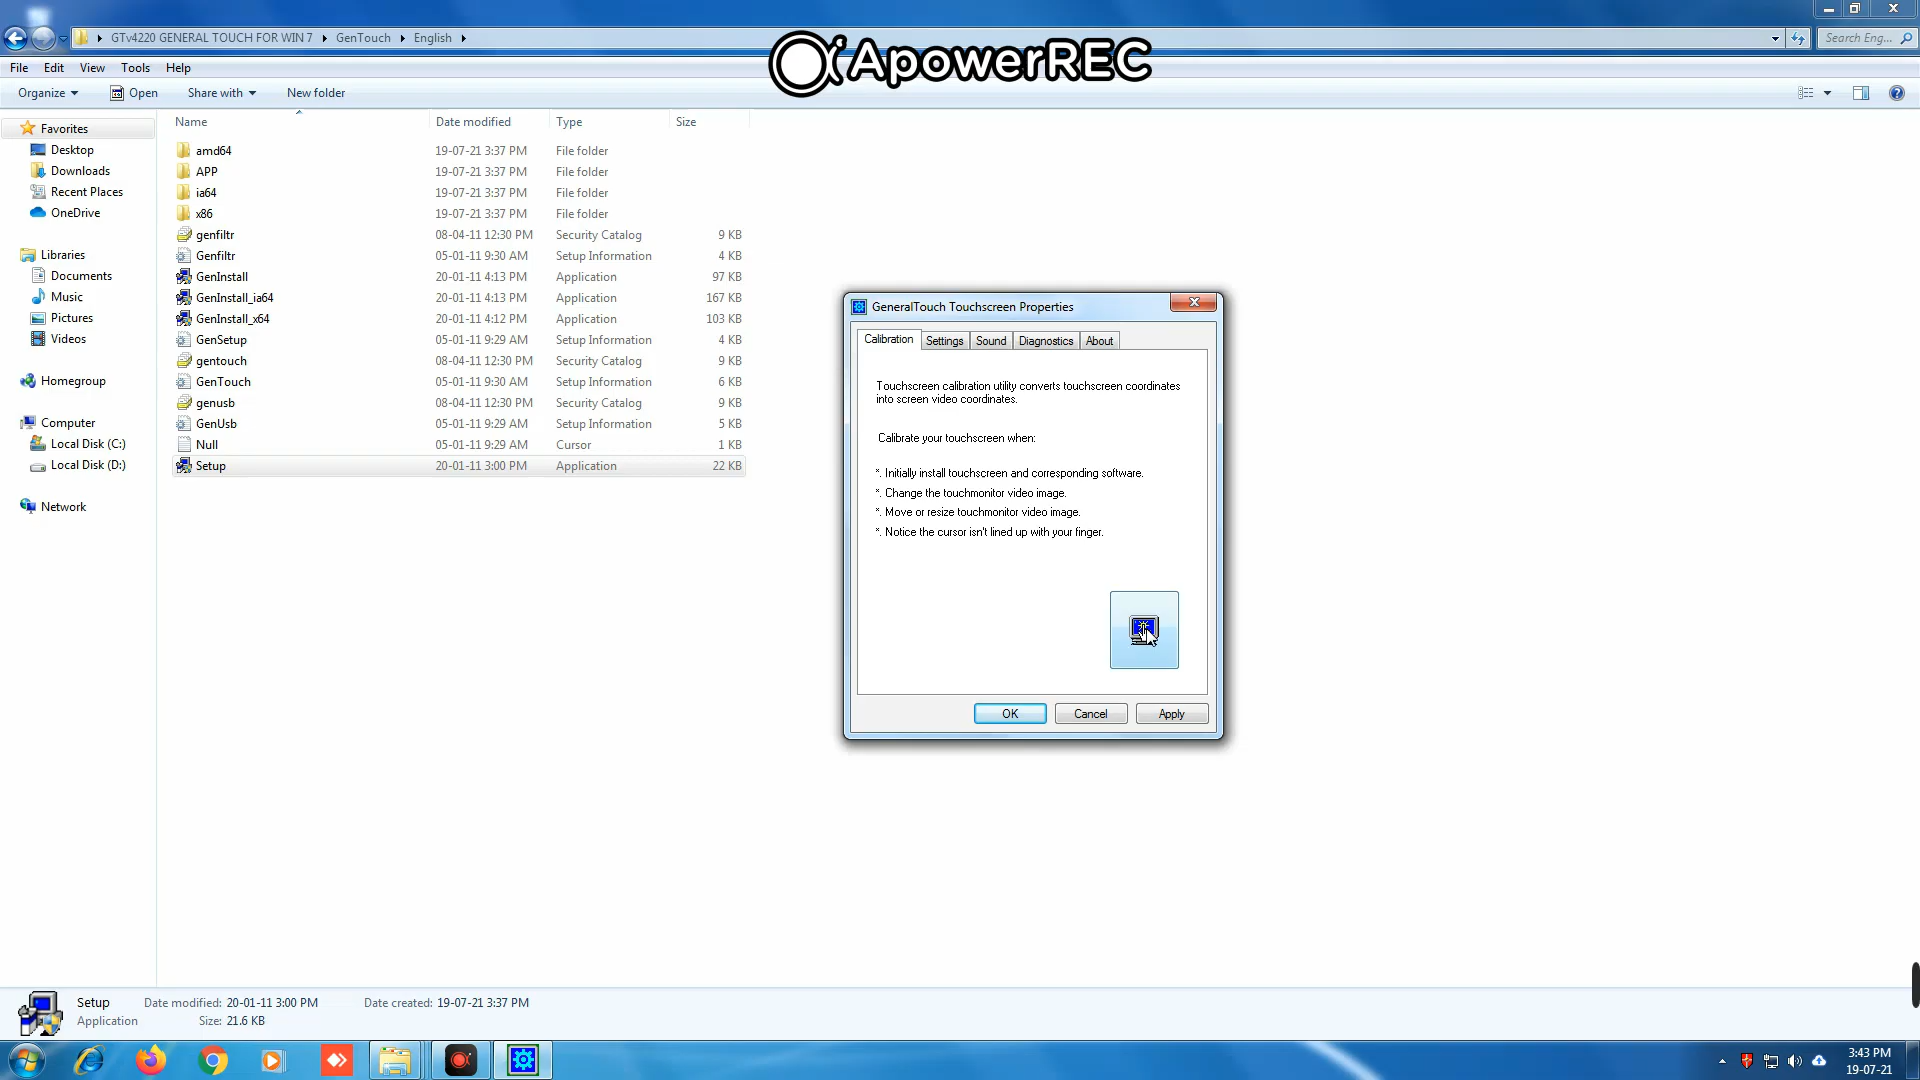 GTv4220 GENERAL TOUCH FOR WIN 7 GenTouch English
Search Eng...
ApowerREC
File Edit View Tools Help
Organize Open Share with New folder
Name Date modified Type Size
Favorites
Desktop
Downloads
Recent Places
OneDrive
Libraries
Documents
Music
Pictures
Videos
Homegroup
Computer
Local Disk (C:)
Local Disk (D:)
Network
amd64 19-07-21 3:37 PM File folder
APP 19-07-21 3:37 PM File folder
ia64 19-07-21 3:37 PM File folder
x86 19-07-21 3:37 PM File folder
genfiltr 08-04-11 12:30 PM Security Catalog 9 KB
Genfiltr 05-01-11 9:30 AM Setup Information 4 KB
GenInstall 20-01-11 4:13 PM Application 97 KB
GenInstall_ia64 20-01-11 4:13 PM Application 167 KB
GenInstall_x64 20-01-11 4:12 PM Application 103 KB
GenSetup 05-01-11 9:29 AM Setup Information 4 KB
gentouch 08-04-11 12:30 PM Security Catalog 9 KB
GenTouch 05-01-11 9:30 AM Setup Information 6 KB
genusb 08-04-11 12:30 PM Security Catalog 9 KB
GenUsb 05-01-11 9:29 AM Setup Information 5 KB
Null 05-01-11 9:29 AM Cursor 1 KB
Setup 20-01-11 3:00 PM Application 22 KB
GeneralTouch Touchscreen Properties
Calibration Settings Sound Diagnostics About
Touchscreen calibration utility converts touchscreen coordinates
into screen video coordinates.
Calibrate your touchscreen when:
*. Initially install touchscreen and corresponding software.
*. Change the touchmonitor video image.
*. Move or resize touchmonitor video image.
*. Notice the cursor isn't lined up with your finger.
OK Cancel Apply
Setup Date modified: 20-01-11 3:00 PM Date created: 19-07-21 3:37 PM
Application Size: 21.6 KB
3:43 PM
19-07-21